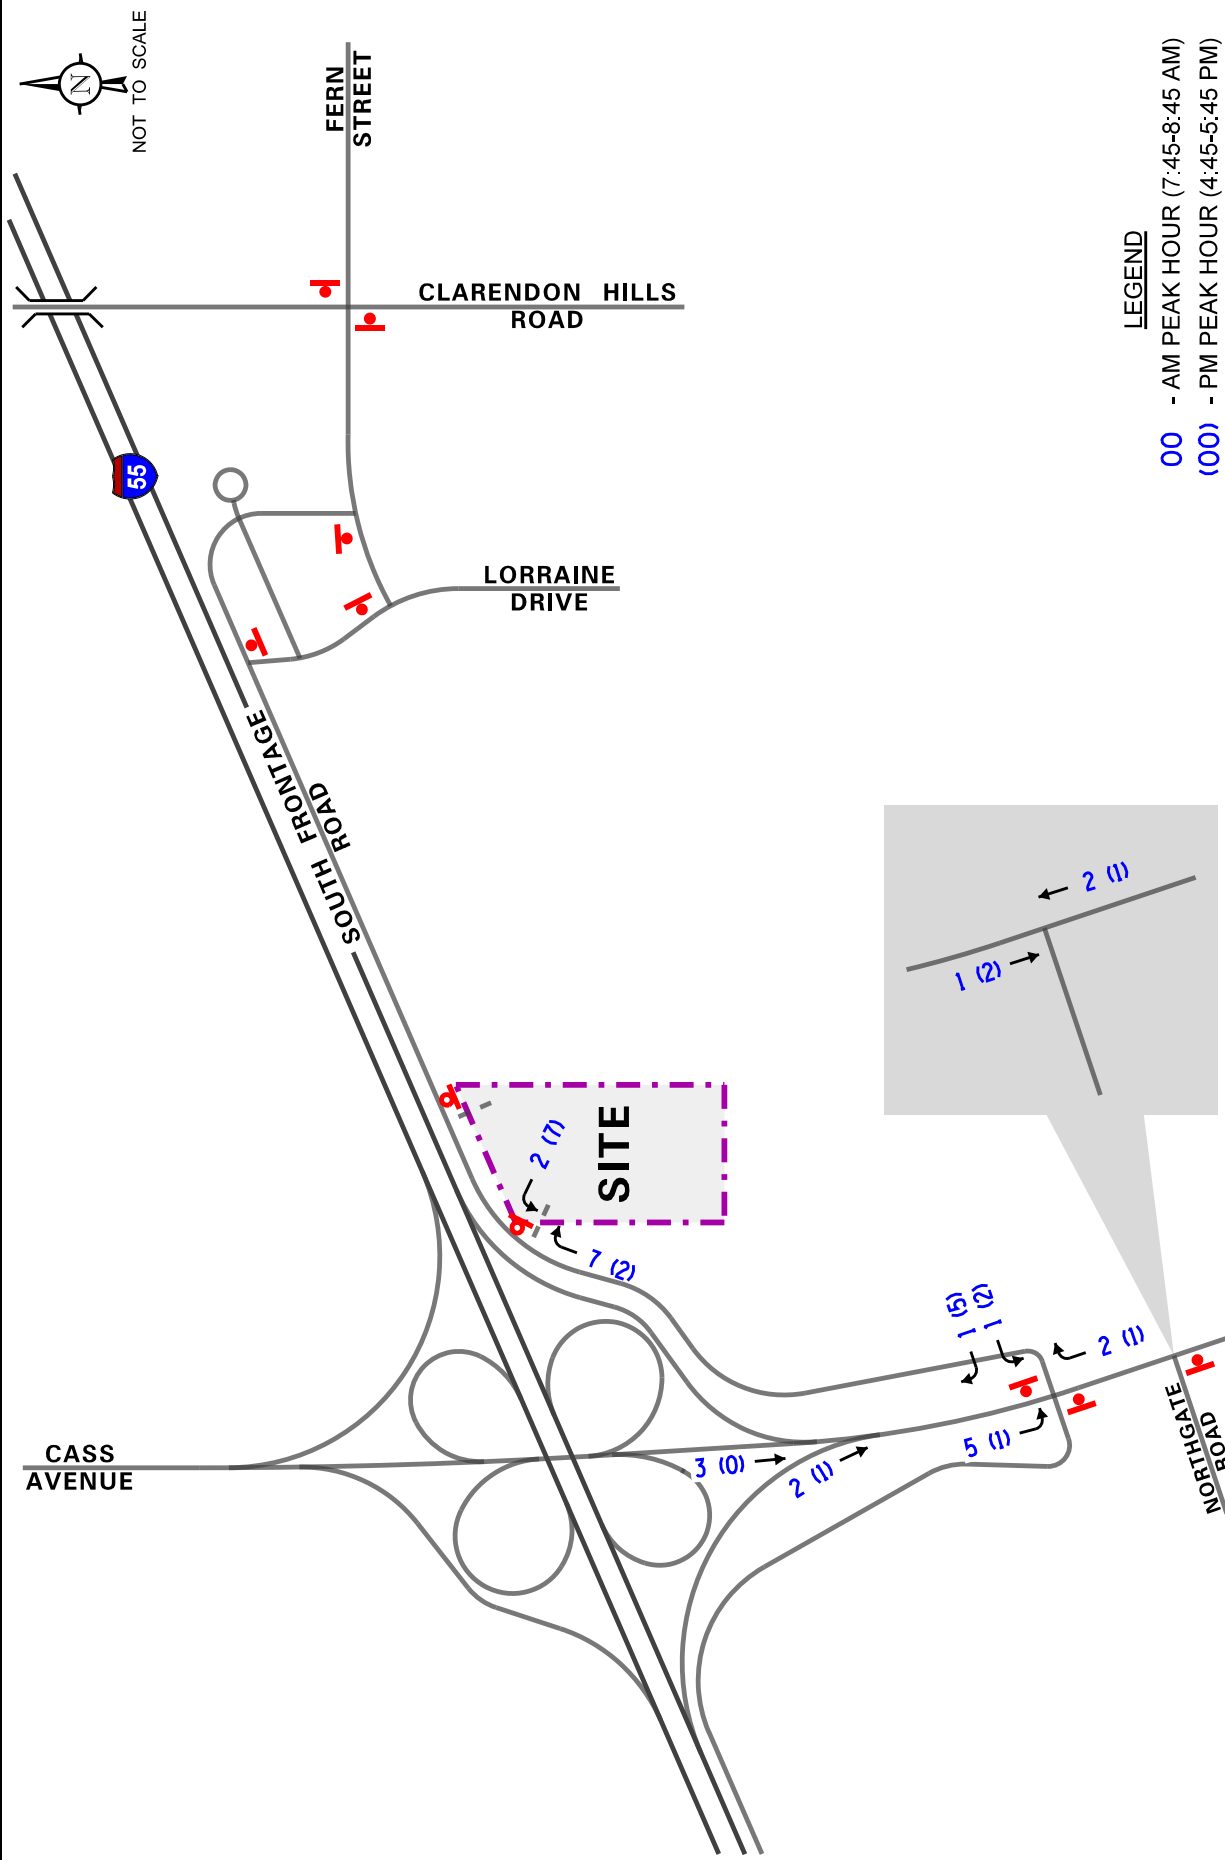 N
NOT TO SCALE
FERN
STREET
CLARENDON HILLS
ROAD
55
LORRAINE
DRIVE
SOUTH FRONTAGE
ROAD
SITE
2 (7)
7 (2)
CASS
AVENUE
3 (0)
2 (1)
1 (5)
1 (2)
2 (1)
5 (1)
NORTHGATE
ROAD
2 (1)
1 (2)
LEGEND
00 - AM PEAK HOUR (7:45-8:45 AM)
(00) - PM PEAK HOUR (4:45-5:45 PM)